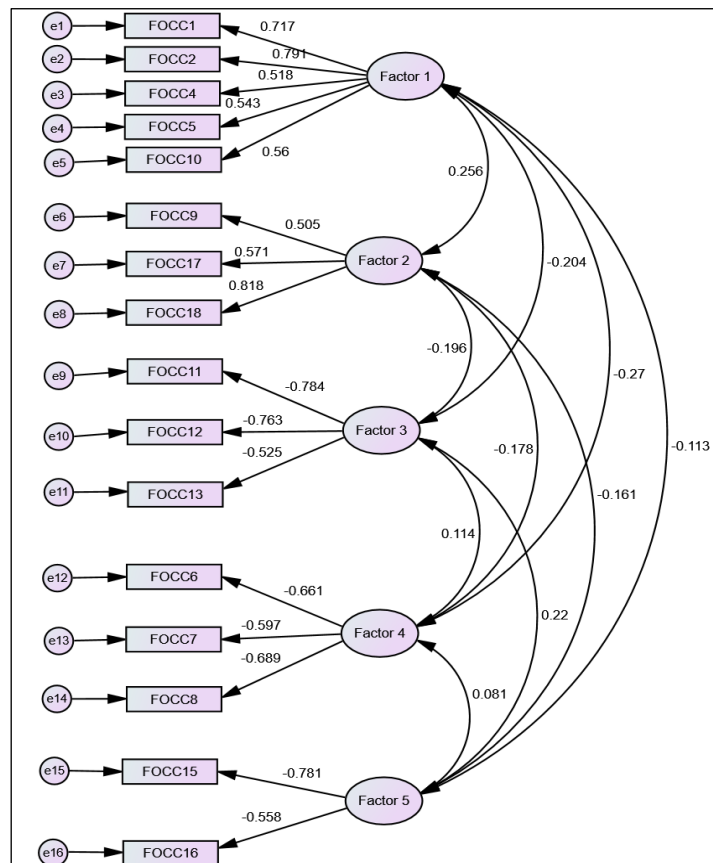 e1
FOCC1
0.717
e2
FOCC2
0.791
Factor 1
e3
FOCC4
0.518
e4
FOCC5
0.543
e5
FOCC10
0.56
0.256
e6
FOCC9
0.505
-0.204
e7
FOCC17
0.571
Factor 2
e8
FOCC18
0.818
-0.196
-0.27
e9
FOCC11
-0.784
e10
FOCC12
-0.763
Factor 3
-0.178
-0.113
e11
FOCC13
-0.525
-0.161
0.114
e12
FOCC6
-0.661
0.22
e13
FOCC7
-0.597
Factor 4
e14
FOCC8
-0.689
0.081
e15
FOCC15
-0.781
Factor 5
e16
FOCC16
-0.558